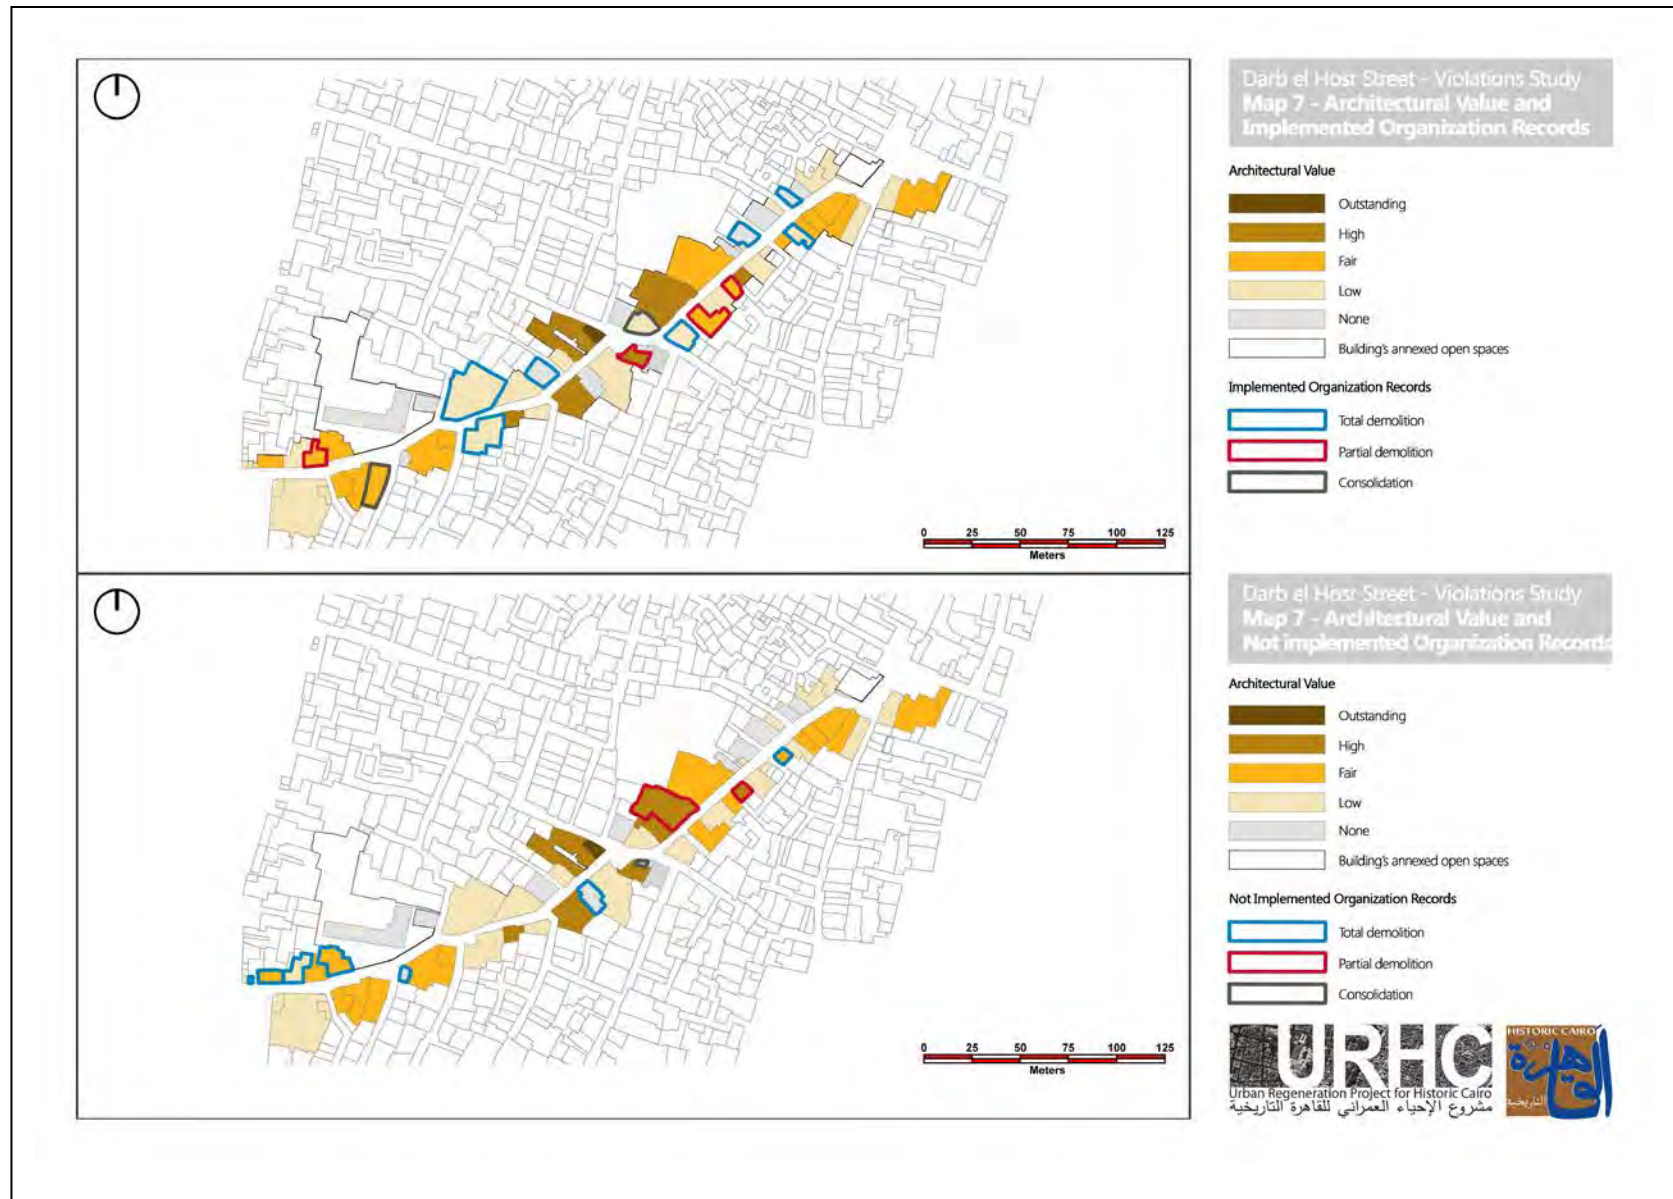 Darb el Hosr Street - Violations Study
Map 7 - Architectural Value and
Implemented Organization Records
Architectural Value
Outstanding
High
Fair
Low
None
Building's annexed open spaces
Implemented Organization Records
Total demolition
Partial demolition
Consolidation
0 25 50 75 100 125
Meters
Darb el Hosr Street - Violations Study
Map 7 - Architectural Value and
Not implemented Organization Records
Architectural Value
Outstanding
High
Fair
Low
None
Building's annexed open spaces
Not Implemented Organization Records
Total demolition
Partial demolition
Consolidation
0 25 50 75 100 125
Meters
URHC
Urban Regeneration Project for Historic Cairo
مشروع الإحياء العمراني للقاهرة التاريخية
HISTORIC CAIRO
القاهرة
التاريخية